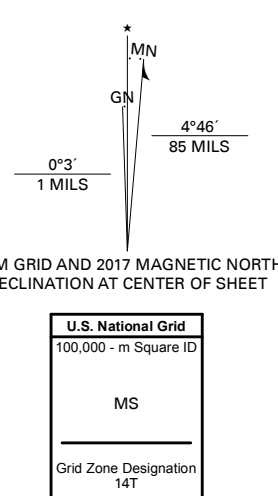 ★
MN
GN
4°46´
85 MILS
0°3´
1 MILS
M GRID AND 2017 MAGNETIC NORTH
ECLINATION AT CENTER OF SHEET
U.S. National Grid
100,000 - m Square ID
MS
Grid Zone Designation
14T